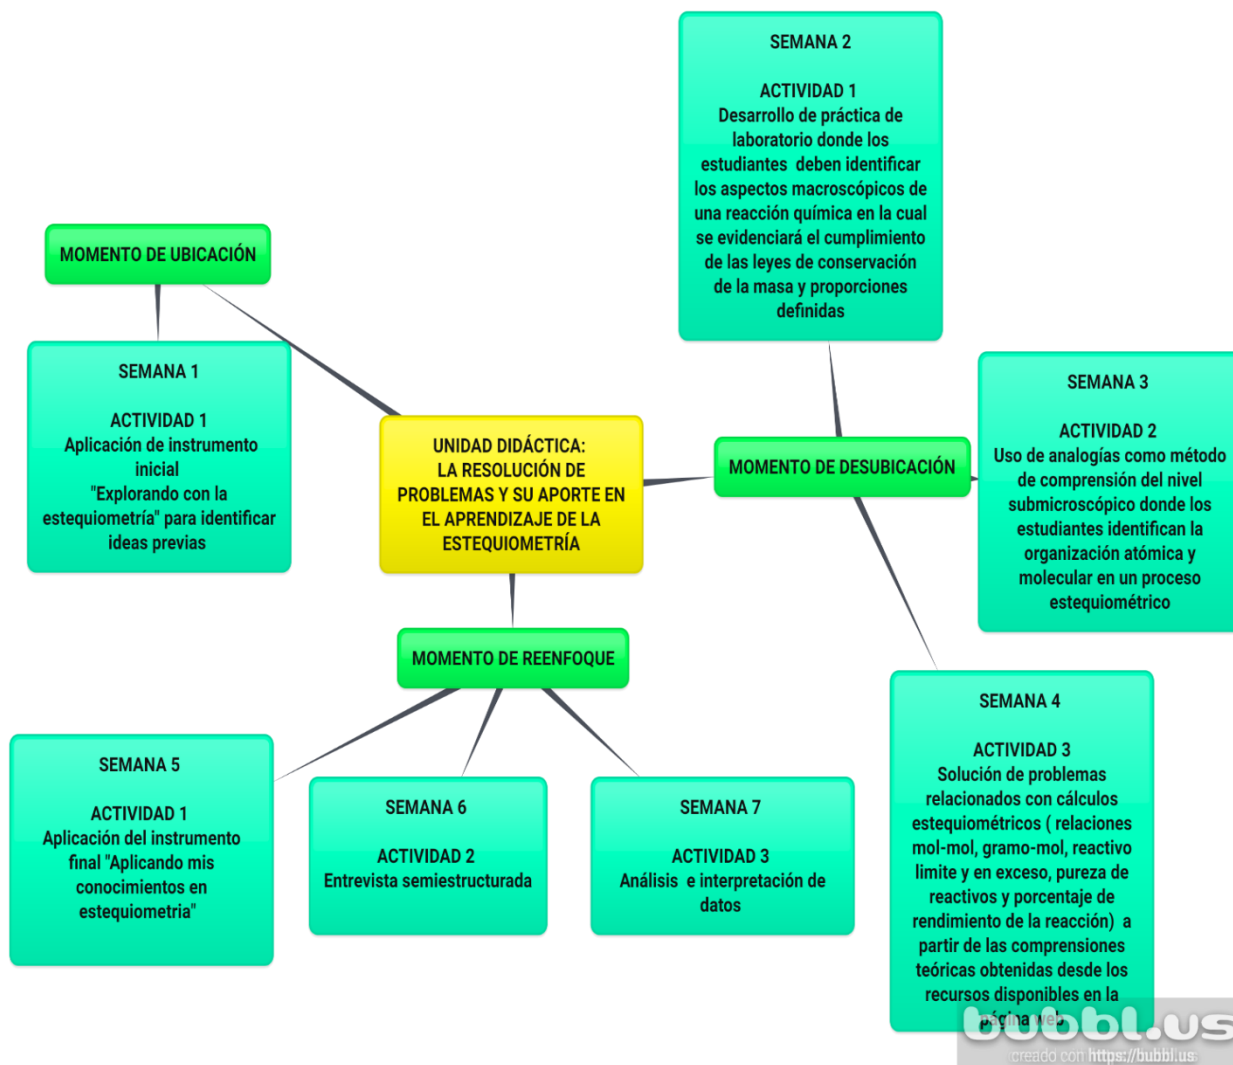 MOMENTO DE UBICACIÓN
SEMANA 1
ACTIVIDAD 1
Aplicación de instrumento
inicial
"Explorando con la
estequiometría" para identificar
ideas previas
UNIDAD DIDÁCTICA:
LA RESOLUCIÓN DE
PROBLEMAS Y SU APORTE EN
EL APRENDIZAJE DE LA
ESTEQUIOMETRÍA
MOMENTO DE DESUBICACIÓN
SEMANA 2
ACTIVIDAD 1
Desarrollo de práctica de
laboratorio donde los
estudiantes deben identificar
los aspectos macroscópicos de
una reacción química en la cual
se evidenciará el cumplimiento
de las leyes de conservación
de la masa y proporciones
definidas
SEMANA 3
ACTIVIDAD 2
Uso de analogías como método
de comprensión del nivel
submicroscópico donde los
estudiantes identifican la
organización atómica y
molecular en un proceso
estequiométrico
SEMANA 4
ACTIVIDAD 3
Solución de problemas
relacionados con cálculos
estequiométricos ( relaciones
mol-mol, gramo-mol, reactivo
limite y en exceso, pureza de
reactivos y porcentaje de
rendimiento de la reacción) a
partir de las comprensiones
teóricas obtenidas desde los
recursos disponibles en la
página web
MOMENTO DE REENFOQUE
SEMANA 5
ACTIVIDAD 1
Aplicación del instrumento
final "Aplicando mis
conocimientos en
estequiometria"
SEMANA 6
ACTIVIDAD 2
Entrevista semiestructurada
SEMANA 7
ACTIVIDAD 3
Análisis e interpretación de
datos
bubbl.us
creado con https://bubbl.us